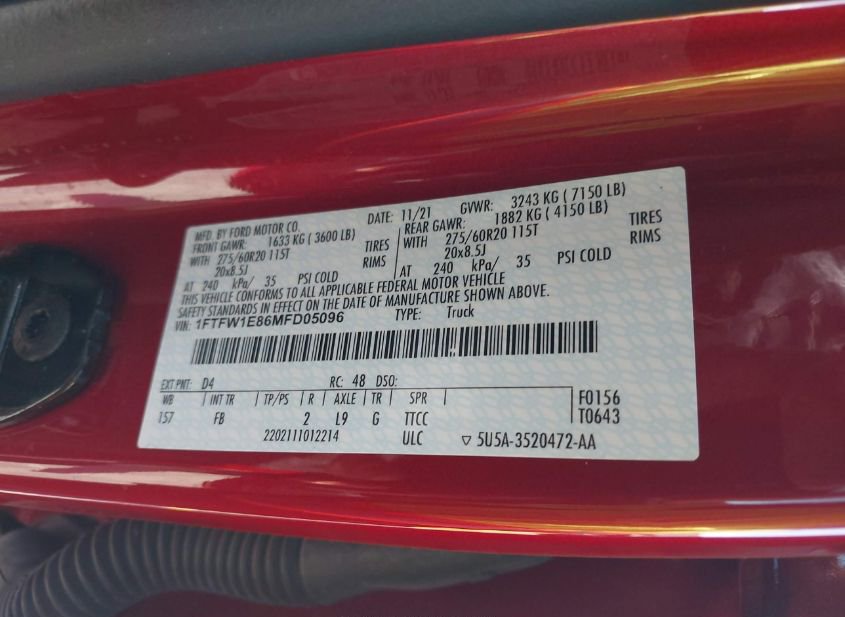 MFD. BY FORD MOTOR CO. DATE: 11/21 GVWR: 3243 KG ( 7150 LB)
FRONT GAWR: 1633 KG ( 3600 LB) REAR GAWR: 1882 KG ( 4150 LB)
WITH 275/60R20 115T TIRES WITH 275/60R20 115T TIRES
20x8.5J RIMS 20x8.5J RIMS
AT 240 kPa/ 35 PSI COLD AT 240 kPa/ 35 PSI COLD
THIS VEHICLE CONFORMS TO ALL APPLICABLE FEDERAL MOTOR VEHICLE
SAFETY STANDARDS IN EFFECT ON THE DATE OF MANUFACTURE SHOWN ABOVE.
VIN: 1FTFW1E86MFD05096 TYPE: Truck
EXT PNT: D4 RC: 48 DSO:
WB INT TR TP/PS R AXLE TR SPR F0156
157 FB 2 L9 G TTCC T0643
2202111012214 ULC ▽ 5U5A-3520472-AA